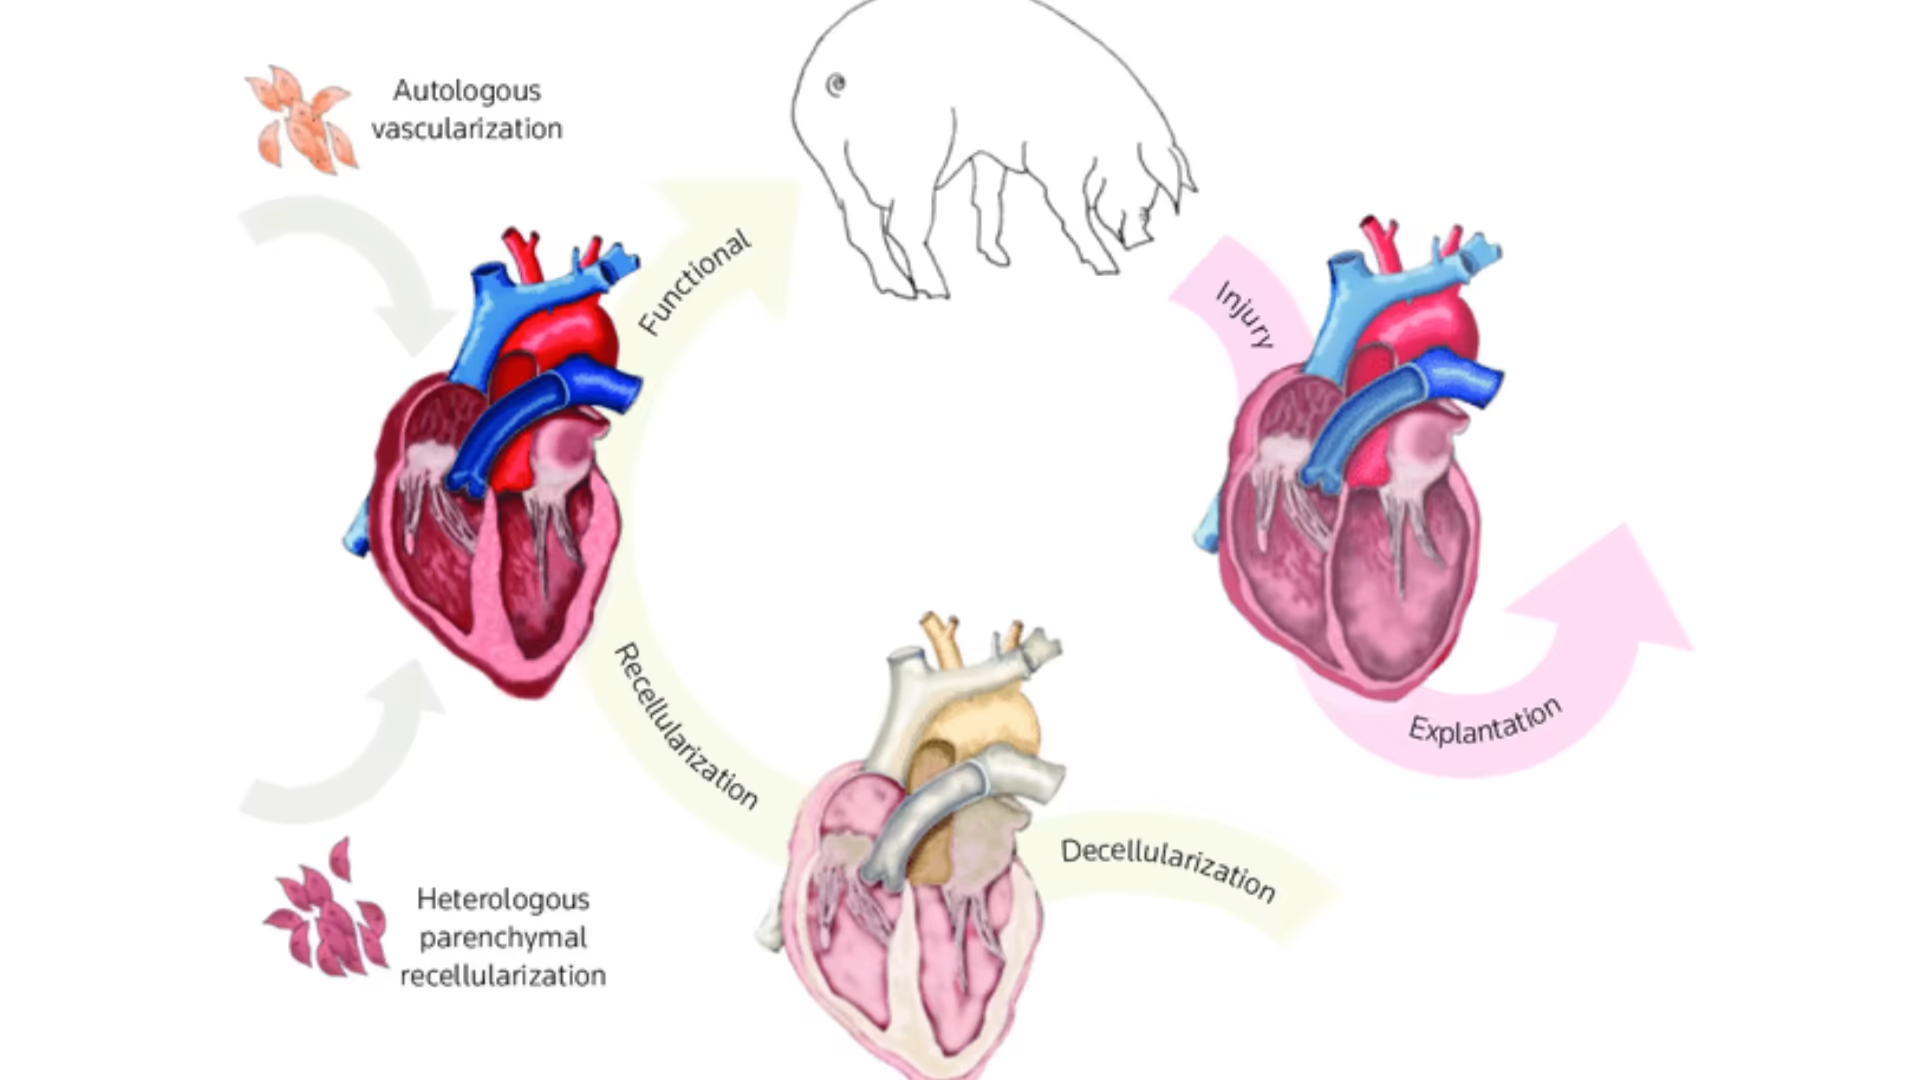 Autologous
vascularization
Functional
Injury
Recellularization
Explantation
Decellularization
Heterologous
parenchymal
recellularization